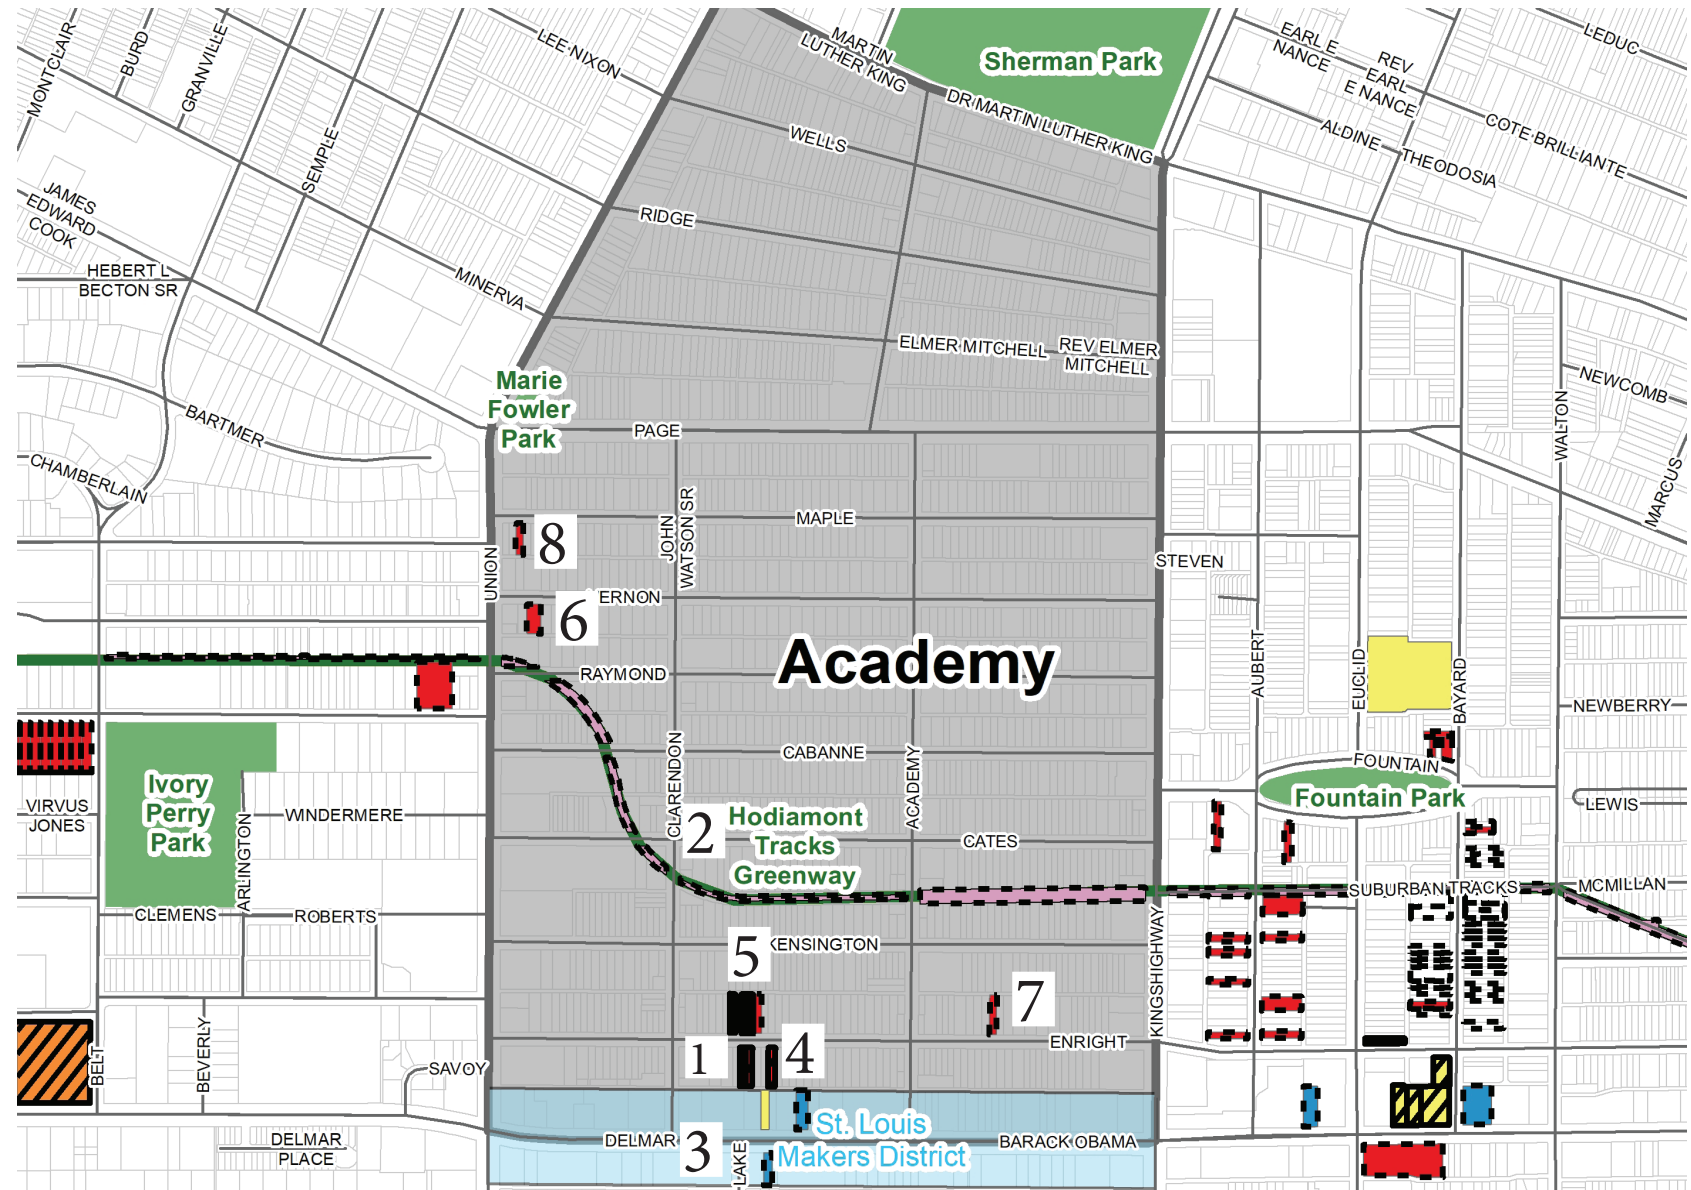 MONTCLAIR
BURD
GRANVILLE
LEE NIXON
MARTIN
LUTHER KING
Sherman Park
EARL E
NANCE
REV
EARL
E NANCE
LEDUC
DR MARTIN LUTHER KING
WELLS
ALDINE
COTE BRILLIANTE
THEODOSIA
SEMPLE
JAMES
EDWARD
COOK
RIDGE
HEBERT L
BECTON SR
MINERVA
ELMER MITCHELL
REV ELMER
MITCHELL
Marie
Fowler
Park
NEWCOMB
BARTMER
PAGE
WALTON
CHAMBERLAIN
MARCUS
MAPLE
JOHN
WATSON SR
8
UNION
STEVEN
ERNON
6
Academy
RAYMOND
AUBERT
EUCLID
BAYARD
NEWBERRY
CABANNE
CLARENDON
ACADEMY
FOUNTAIN
Fountain Park
Ivory
Perry
Park
VIRVUS
JONES
WINDERMERE
ARLINGTON
LEWIS
2
Hodiamont
Tracks
Greenway
CATES
SUBURBAN TRACKS
MCMILLAN
CLEMENS
ROBERTS
KENSINGTON
KINGSHIGHWAY
5
7
ENRIGHT
1
4
BELT
BEVERLY
SAVOY
St. Louis
Makers District
DELMAR
BARACK OBAMA
DELMAR
PLACE
3
LAKE